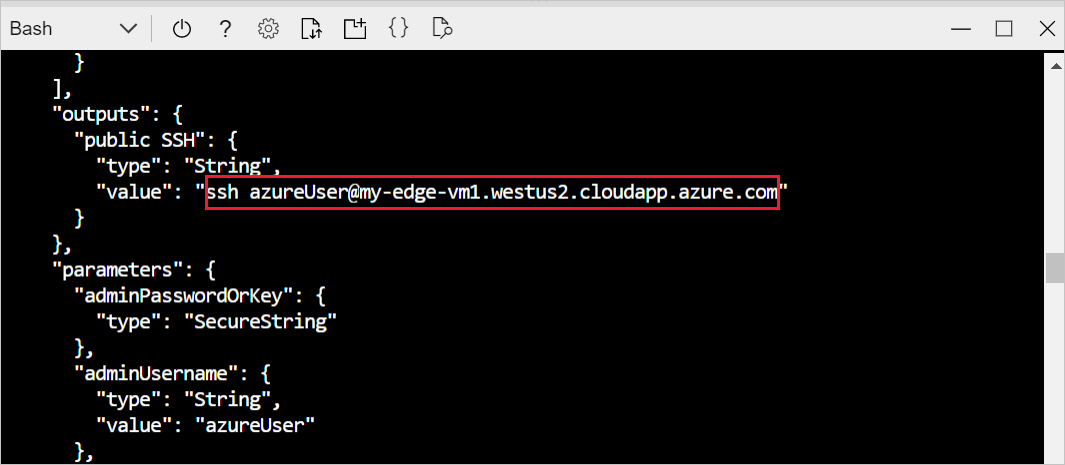 Bash ?
}
],
"outputs": {
"public SSH": {
"type": "String",
"value": "ssh azureUser@my-edge-vm1.westus2.cloudapp.azure.com"
}
},
"parameters": {
"adminPasswordOrKey": {
"type": "SecureString"
},
"adminUsername": {
"type": "String",
"value": "azureUser"
},